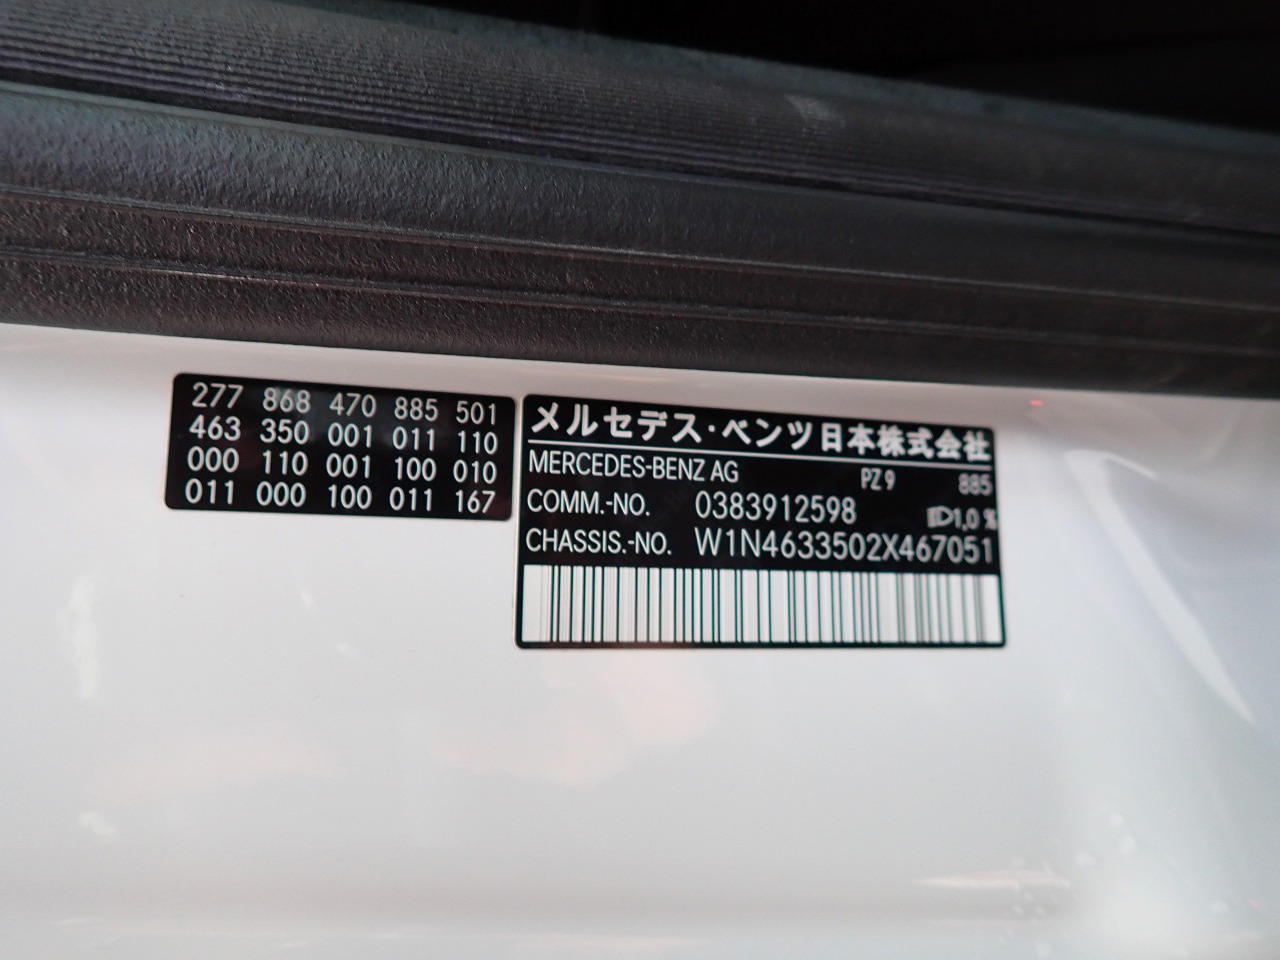 277 868 470 885 501
463 350 001 011 110
000 110 001 100 010
011 000 100 011 167
メルセデス・ベンツ日本株式会社
MERCEDES-BENZ AG PZ 9 885
COMM.-NO. 0383912598 1,0 %
CHASSIS.-NO. W1N4633502X467051